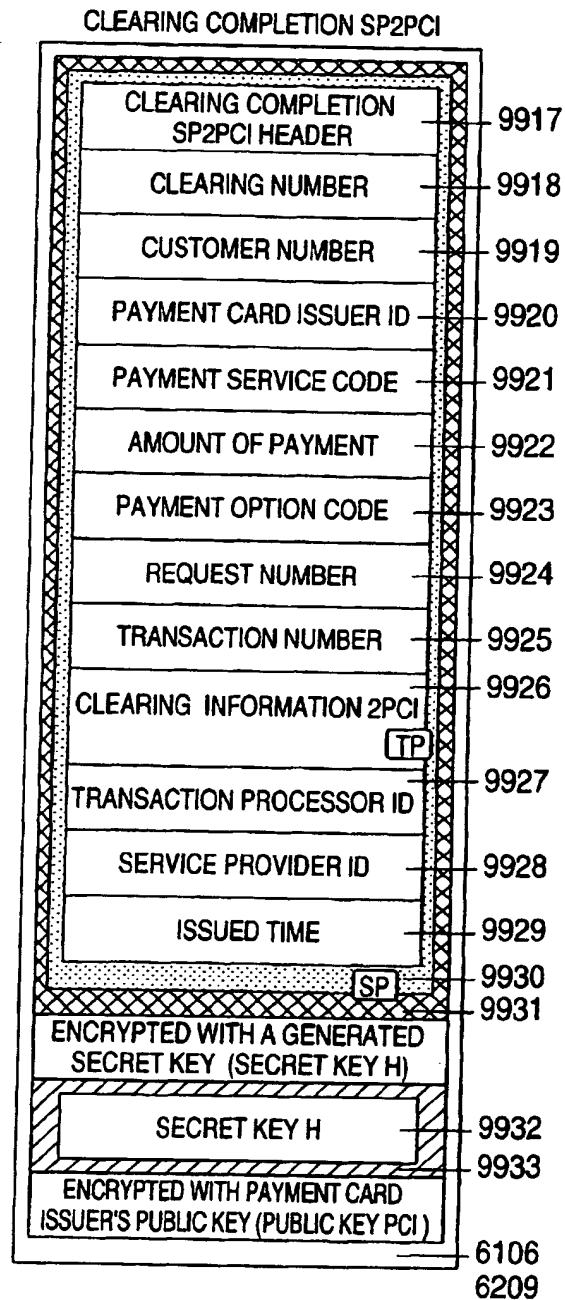 CLEARING COMPLETION SP2PCI
CLEARING COMPLETION
SP2PCI HEADER
9917
CLEARING NUMBER
9918
CUSTOMER NUMBER
9919
PAYMENT CARD ISSUER ID
9920
PAYMENT SERVICE CODE
9921
AMOUNT OF PAYMENT
9922
PAYMENT OPTION CODE
9923
REQUEST NUMBER
9924
TRANSACTION NUMBER
9925
9926
CLEARING INFORMATION 2PCI
TP
9927
TRANSACTION PROCESSOR ID
SERVICE PROVIDER ID
9928
ISSUED TIME
9929
9930
SP
9931
ENCRYPTED WITH A GENERATED
SECRET KEY (SECRET KEY H)
SECRET KEY H
9932
9933
ENCRYPTED WITH PAYMENT CARD
ISSUER'S PUBLIC KEY (PUBLIC KEY PCI)
6106
6209